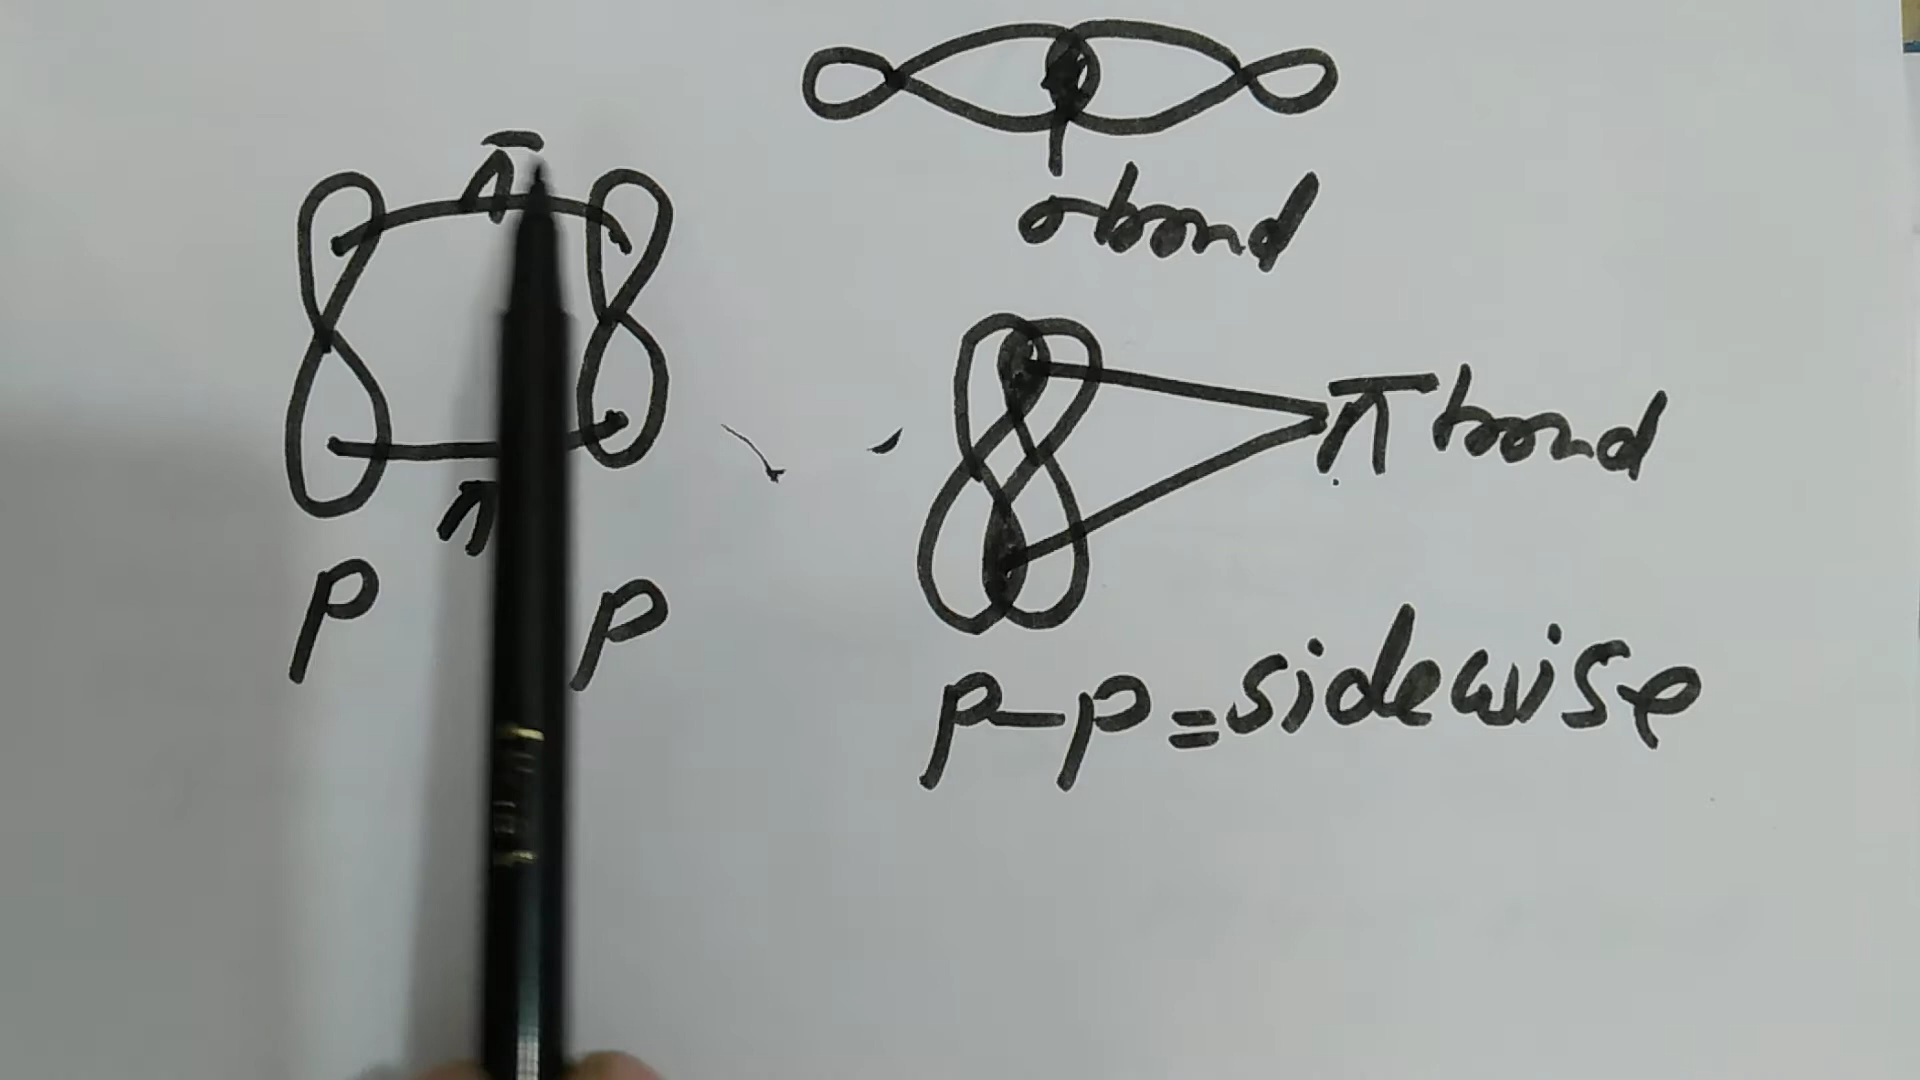 π
σ bond
π bond
π
p p
p-p=sidewise